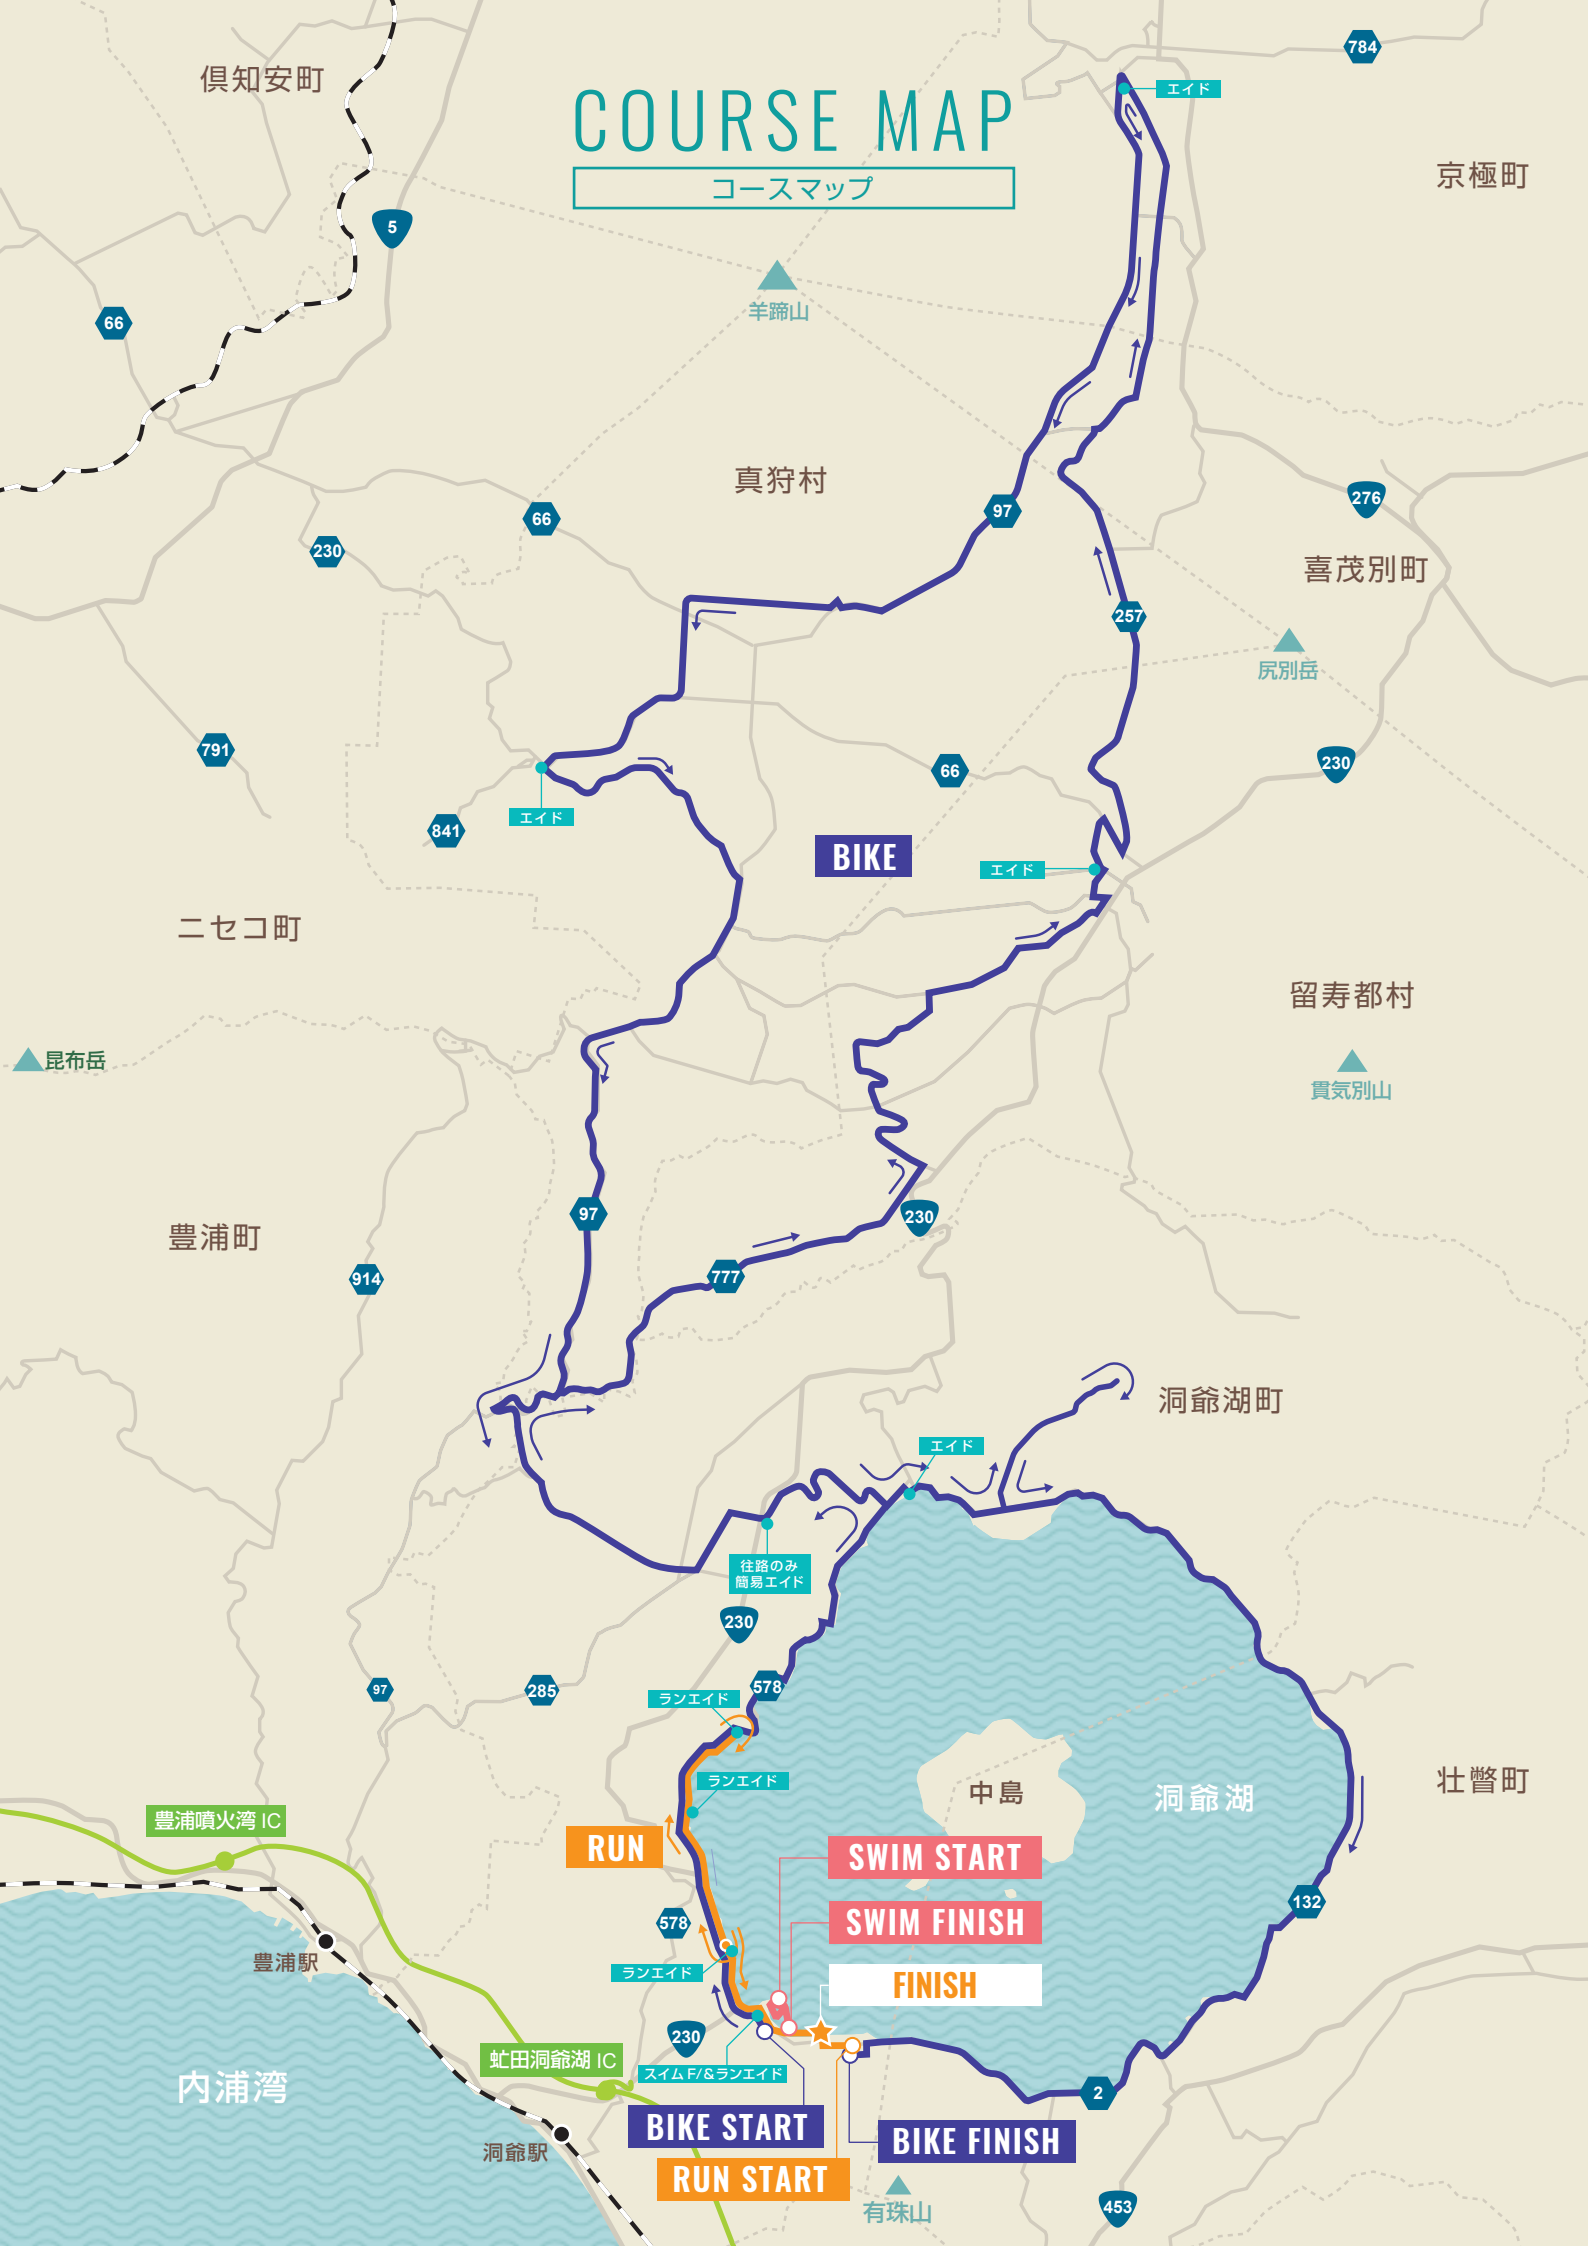 784
倶知安町
エイド
COURSE MAP
コースマップ
京極町
5
羊蹄山
66
真狩村
276
97
66
230
喜茂別町
257
尻別岳
791
230
66
エイド
841
BIKE
エイド
ニセコ町
留寿都村
昆布岳
貫気別山
97
230
豊浦町
777
914
洞爺湖町
エイド
往路のみ
簡易エイド
230
578
97
285
ランエイド
ランエイド
中島
洞爺湖
壮瞥町
豊浦噴火湾 IC
RUN
SWIM START
132
SWIM FINISH
578
豊浦駅
ランエイド
FINISH
230
虻田洞爺湖 IC
スイム F/&ランエイド
内浦湾
2
BIKE START
BIKE FINISH
洞爺駅
RUN START
有珠山
453